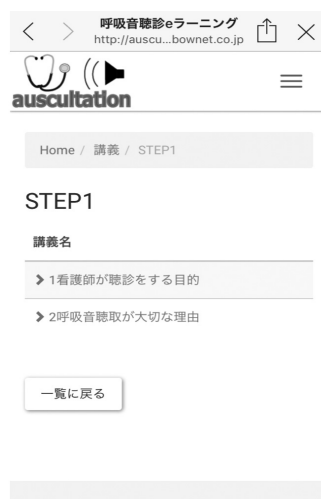 呼吸音聴診eラーニング
http://auscu...bownet.co.jp
auscultation
Home / 講義 / STEP1
STEP1
講義名
1看護師が聴診をする目的
2呼吸音聴取が大切な理由
一覧に戻る